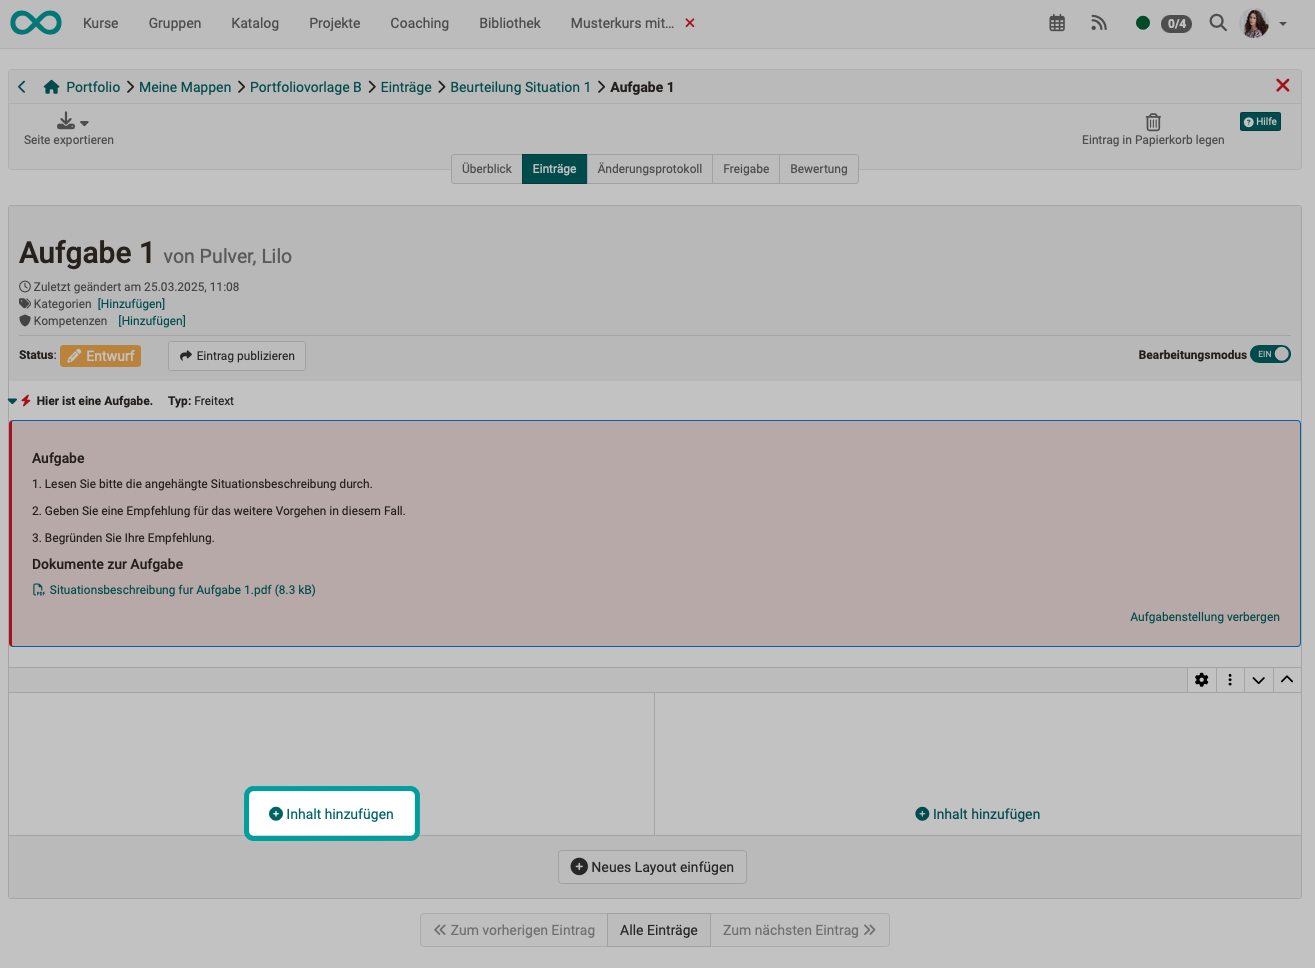 Kurse Gruppen Katalog Projekte Coaching Bibliothek Musterkurs mit... 0/4
Portfolio Meine Mappen Portfoliovorlage B Einträge Beurteilung Situation 1 Aufgabe 1
Seite exportieren Eintrag in Papierkorb legen Hilfe
Überblick Einträge Änderungsprotokoll Freigabe Bewertung
Aufgabe 1 von Pulver, Lilo
Zuletzt geändert am 25.03.2025, 11:08
Kategorien [Hinzufügen]
Kompetenzen [Hinzufügen]
Status: Entwurf Eintrag publizieren Bearbeitungsmodus EIN
Hier ist eine Aufgabe. Typ: Freitext
Aufgabe
1. Lesen Sie bitte die angehängte Situationsbeschreibung durch.
2. Geben Sie eine Empfehlung für das weitere Vorgehen in diesem Fall.
3. Begründen Sie Ihre Empfehlung.
Dokumente zur Aufgabe
Situationsbeschreibung fur Aufgabe 1.pdf (8.3 kB)
Aufgabenstellung verbergen
Inhalt hinzufügen Inhalt hinzufügen
Neues Layout einfügen
Zum vorherigen Eintrag Alle Einträge Zum nächsten Eintrag